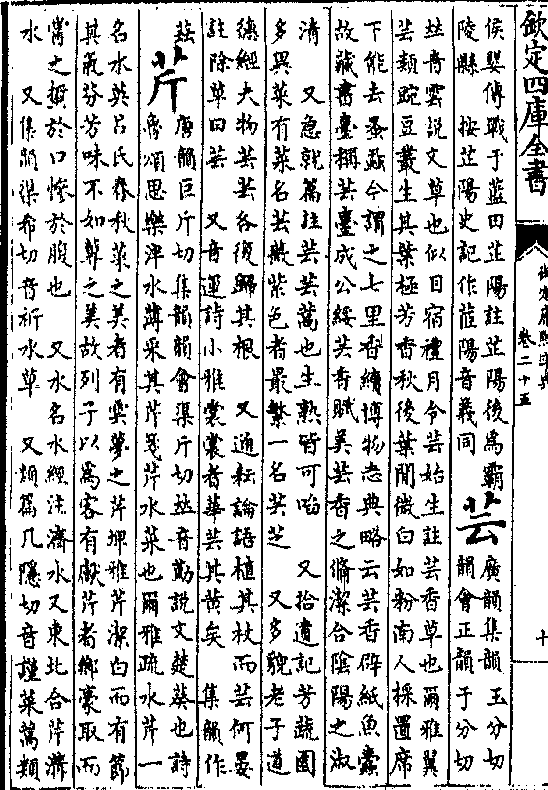 欽定四庫全書
御定康熙字典
卷二十五
十
侯嬰傳戰于藍田芷陽註芷陽後為霸
陵縣　按芷陽史記作茝陽音義同
芸
廣韻集韻　王分切
韻會正韻于分切
𠀤音雲說文草也似目宿禮月令芸始生註芸香草也爾雅翼
芸類豌豆叢生其葉極芳香秋後葉間微白如粉南人採置席
下能去蚤蝨今謂之七里香續博物志典略云芸香辟紙魚蠹
故藏書臺稱芸臺成公綏芸香賦美芸香之脩潔合陰陽之淑
清　又急就篇註芸芸蒿也生熟皆可啗　又拾遺記芳蔬園
多異菜有菜名芸薇紫色者最繁一名芸芝　又多貌老子道
德經夫物芸芸各復歸其根　又通耘論語植其杖而芸何晏
註除草曰芸　又音運詩小雅裳裳者華芸其黃矣　集韻作
蕓
芹
唐韻巨斤切集韻韻會渠斤切𠀤音勤說文楚葵也詩
魯頌思樂泮水薄采其芹箋芹水菜也爾雅疏水芹一
名水英呂氏春秋菜之美者有雲夢之芹埤雅芹潔白而有節
其氣芬芳味不如蓴之美故列子以為客有獻芹者鄉豪取而
嘗之蜇於口慘於腹也　又水名水經注濟水又東北合芹溝
水　又集韻渠希切音祈水草　又類篇几隱切音謹菜蒿類